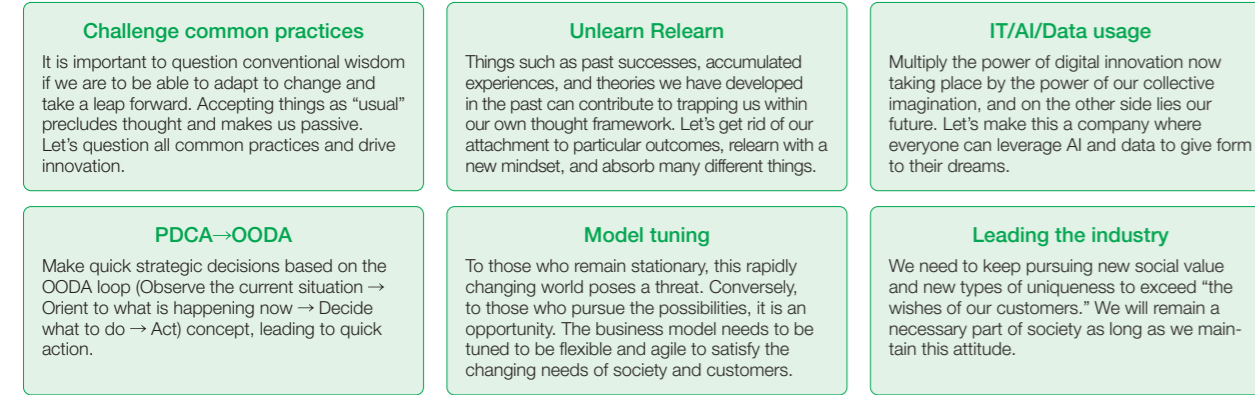 Challenge common practices
It is important to question conventional wisdom
if we are to be able to adapt to change and
take a leap forward. Accepting things as “usual”
precludes thought and makes us passive.
Let’s question all common practices and drive
innovation.
Unlearn Relearn
Things such as past successes, accumulated
experiences, and theories we have developed
in the past can contribute to trapping us within
our own thought framework. Let’s get rid of our
attachment to particular outcomes, relearn with a
new mindset, and absorb many different things.
IT/AI/Data usage
Multiply the power of digital innovation now
taking place by the power of our collective
imagination, and on the other side lies our
future. Let’s make this a company where
everyone can leverage AI and data to give form
to their dreams.
PDCA→OODA
Make quick strategic decisions based on the
OODA loop (Observe the current situation →
Orient to what is happening now → Decide
what to do → Act) concept, leading to quick
action.
Model tuning
To those who remain stationary, this rapidly
changing world poses a threat. Conversely,
to those who pursue the possibilities, it is an
opportunity. The business model needs to be
tuned to be flexible and agile to satisfy the
changing needs of society and customers.
Leading the industry
We need to keep pursuing new social value
and new types of uniqueness to exceed “the
wishes of our customers.” We will remain a
necessary part of society as long as we main-
tain this attitude.